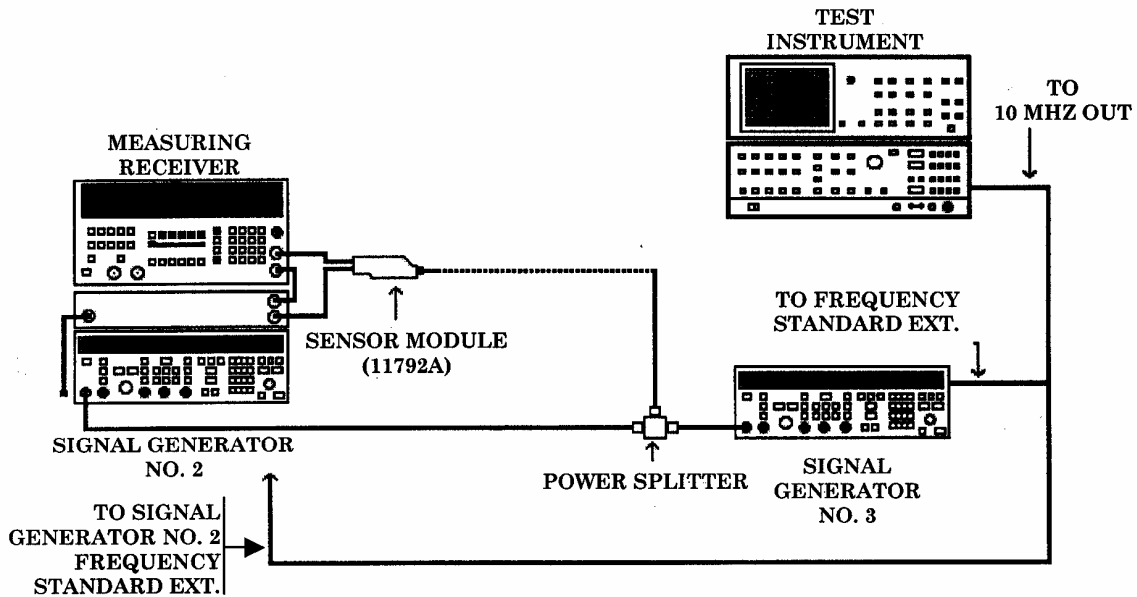 TEST
INSTRUMENT
TO
10 MHZ OUT
MEASURING
RECEIVER
SENSOR MODULE
(11792A)
TO FREQUENCY
STANDARD EXT.
SIGNAL GENERATOR
NO. 2
POWER SPLITTER
SIGNAL
GENERATOR
NO. 3
TO SIGNAL
GENERATOR NO. 2
FREQUENCY
STANDARD EXT.